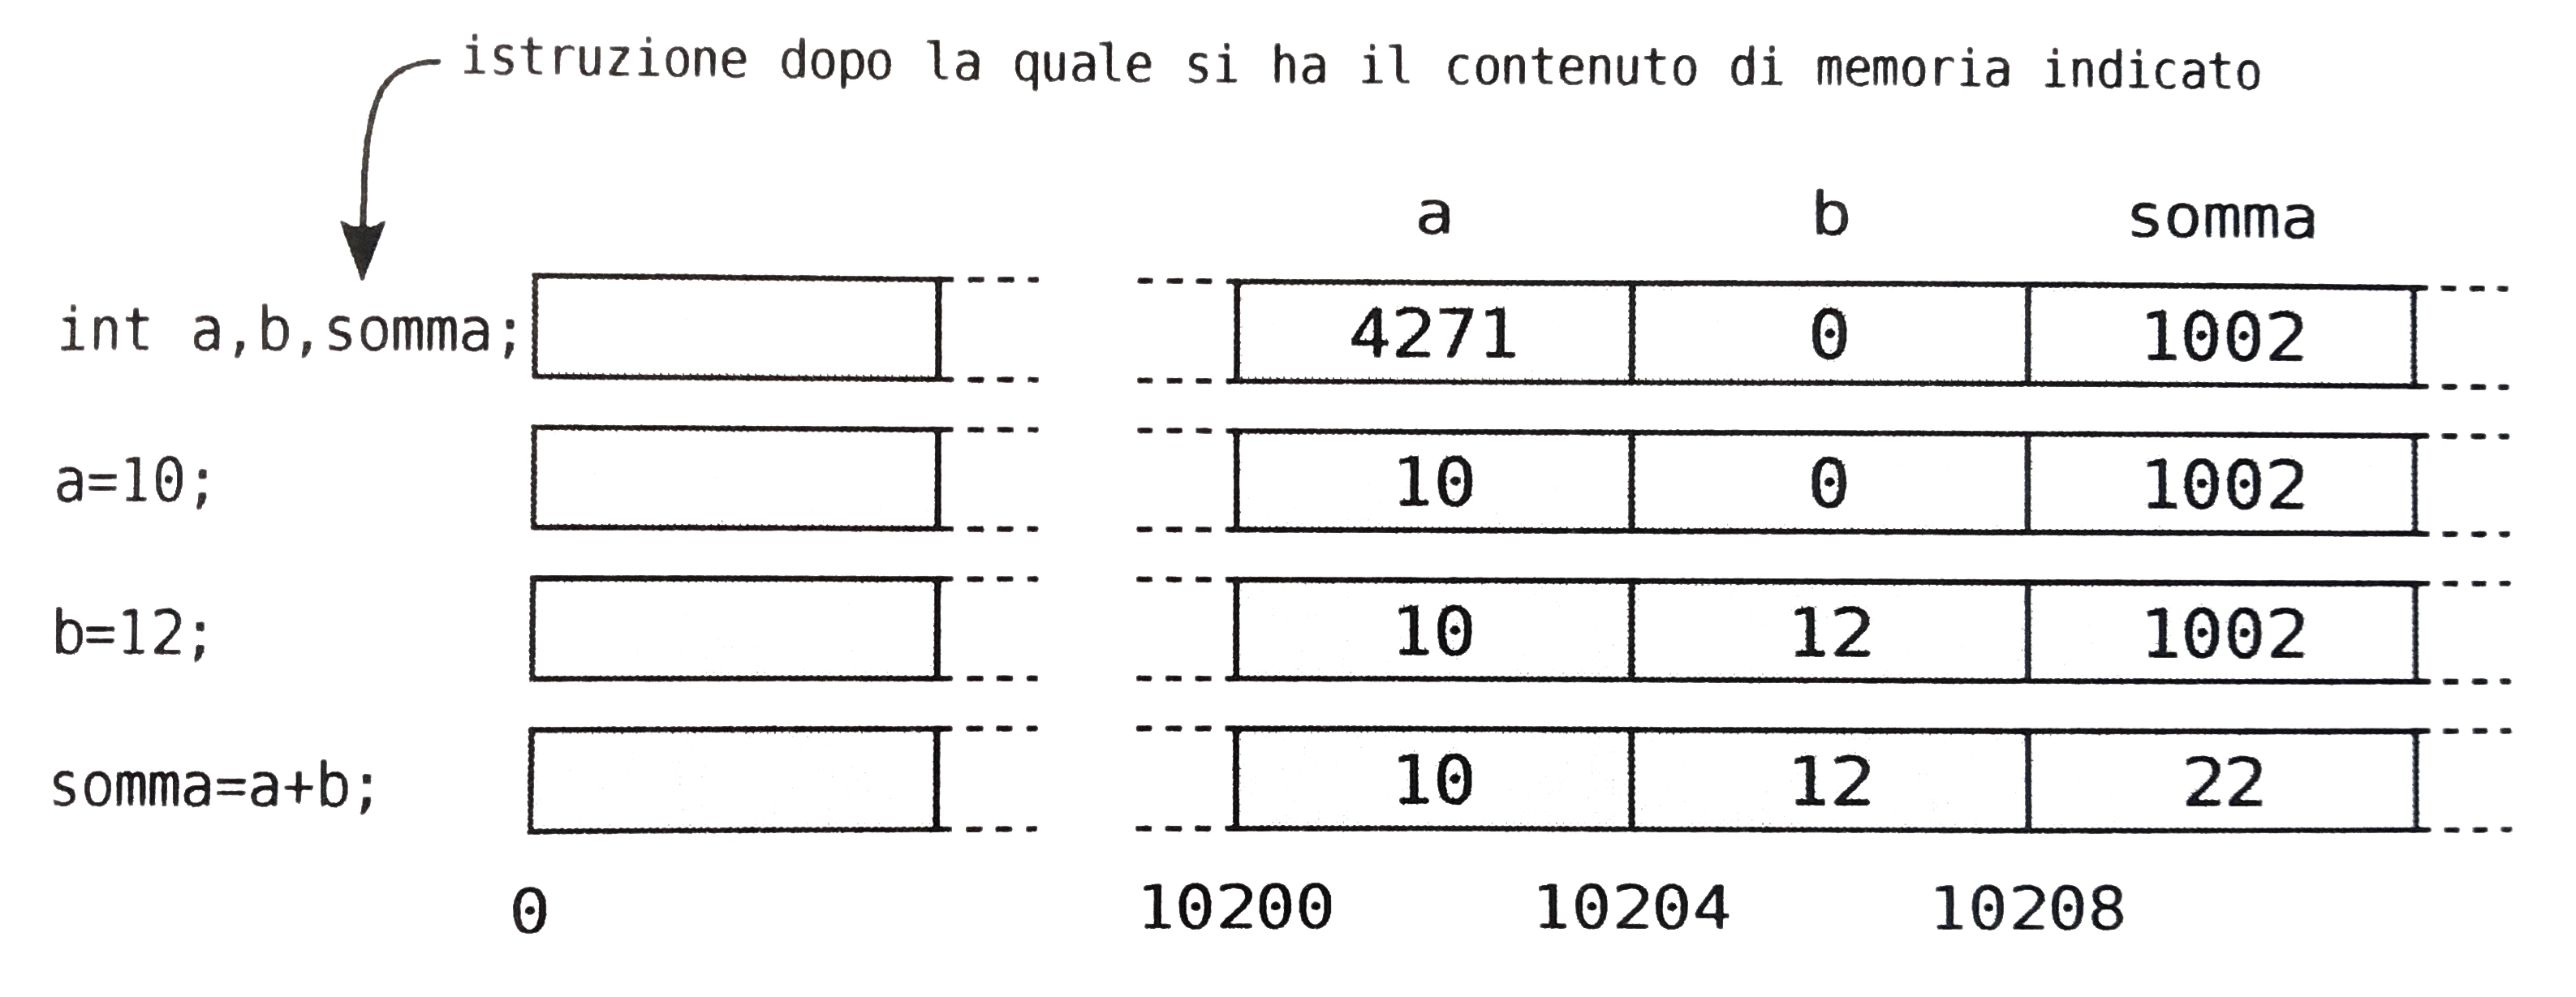 istruzione dopo la quale si ha il contenuto di memoria indicato
a b somma
int a,b,somma; 4271 0 1002
a=10; 10 0 1002
b=12; 10 12 1002
somma=a+b; 10 12 22
0 10200 10204 10208